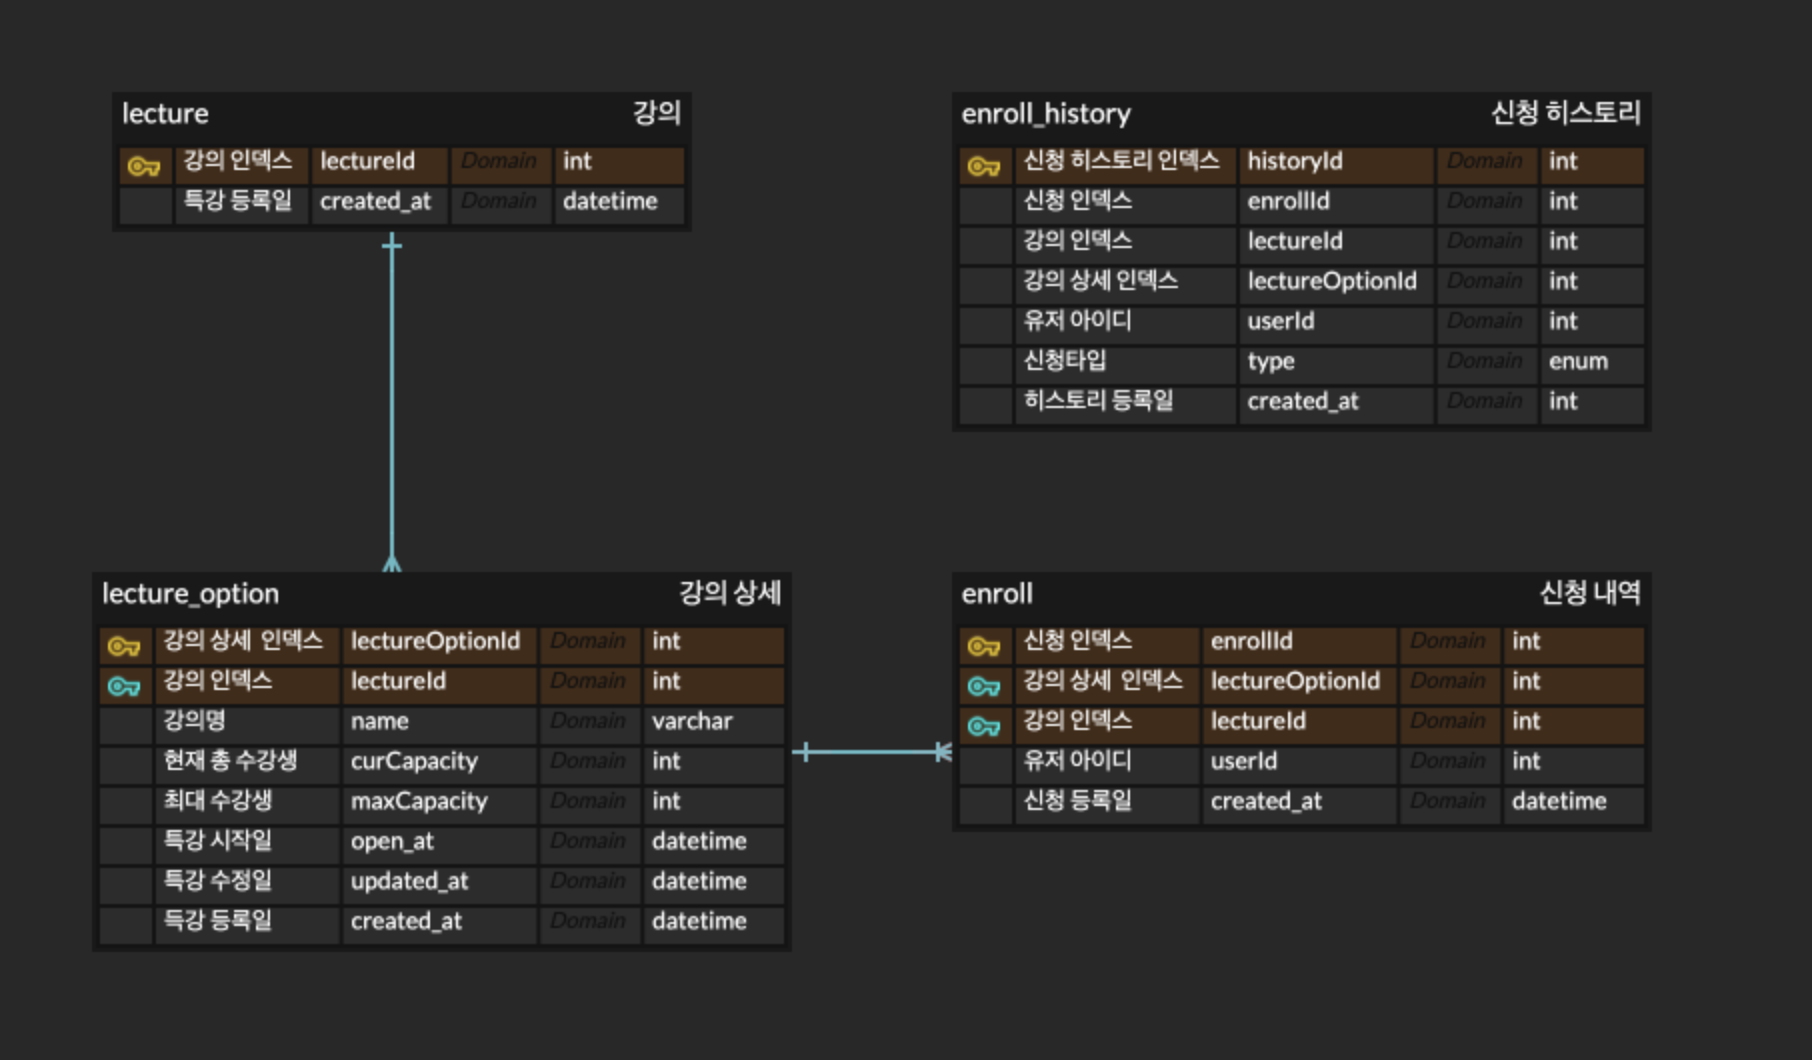 lecture 강의
강의 인덱스 lectureId Domain int
특강 등록일 created_at Domain datetime
enroll_history 신청 히스토리
신청 히스토리 인덱스 historyId Domain int
신청 인덱스 enrollId Domain int
강의 인덱스 lectureId Domain int
강의 상세 인덱스 lectureOptionId Domain int
유저 아이디 userId Domain int
신청타입 type Domain enum
히스토리 등록일 created_at Domain int
lecture_option 강의 상세
강의 상세 인덱스 lectureOptionId Domain int
강의 인덱스 lectureId Domain int
강의명 name Domain varchar
현재 총 수강생 curCapacity Domain int
최대 수강생 maxCapacity Domain int
특강 시작일 open_at Domain datetime
특강 수정일 updated_at Domain datetime
득강 등록일 created_at Domain datetime
enroll 신청 내역
신청 인덱스 enrollId Domain int
강의 상세 인덱스 lectureOptionId Domain int
강의 인덱스 lectureId Domain int
유저 아이디 userId Domain int
신청 등록일 created_at Domain datetime